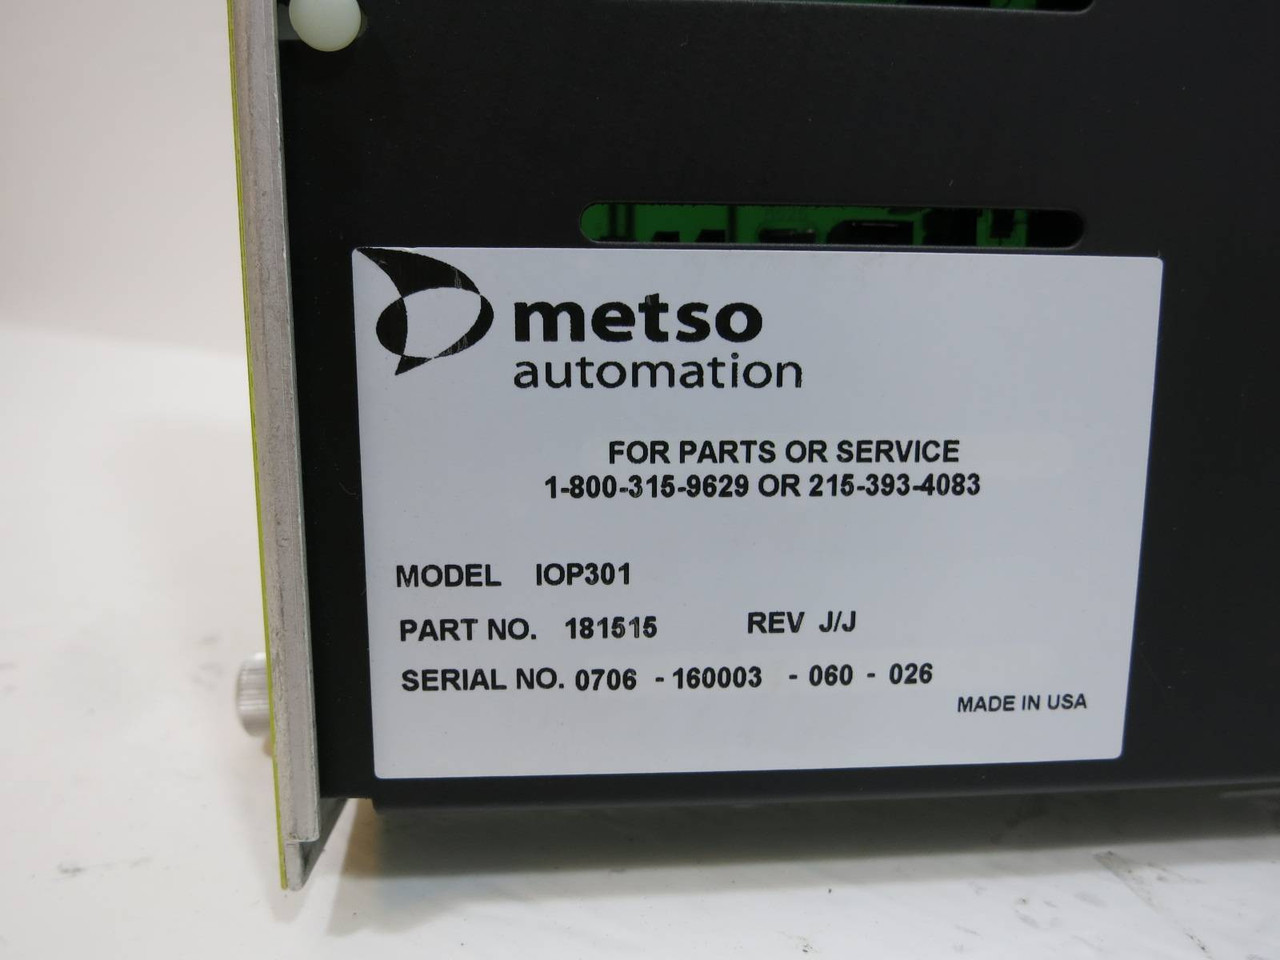 metso
automation
FOR PARTS OR SERVICE
1-800-315-9629 OR 215-393-4083
MODEL IOP301
PART NO. 181515 REV J/J
SERIAL NO. 0706 - 160003 - 060 - 026
MADE IN USA